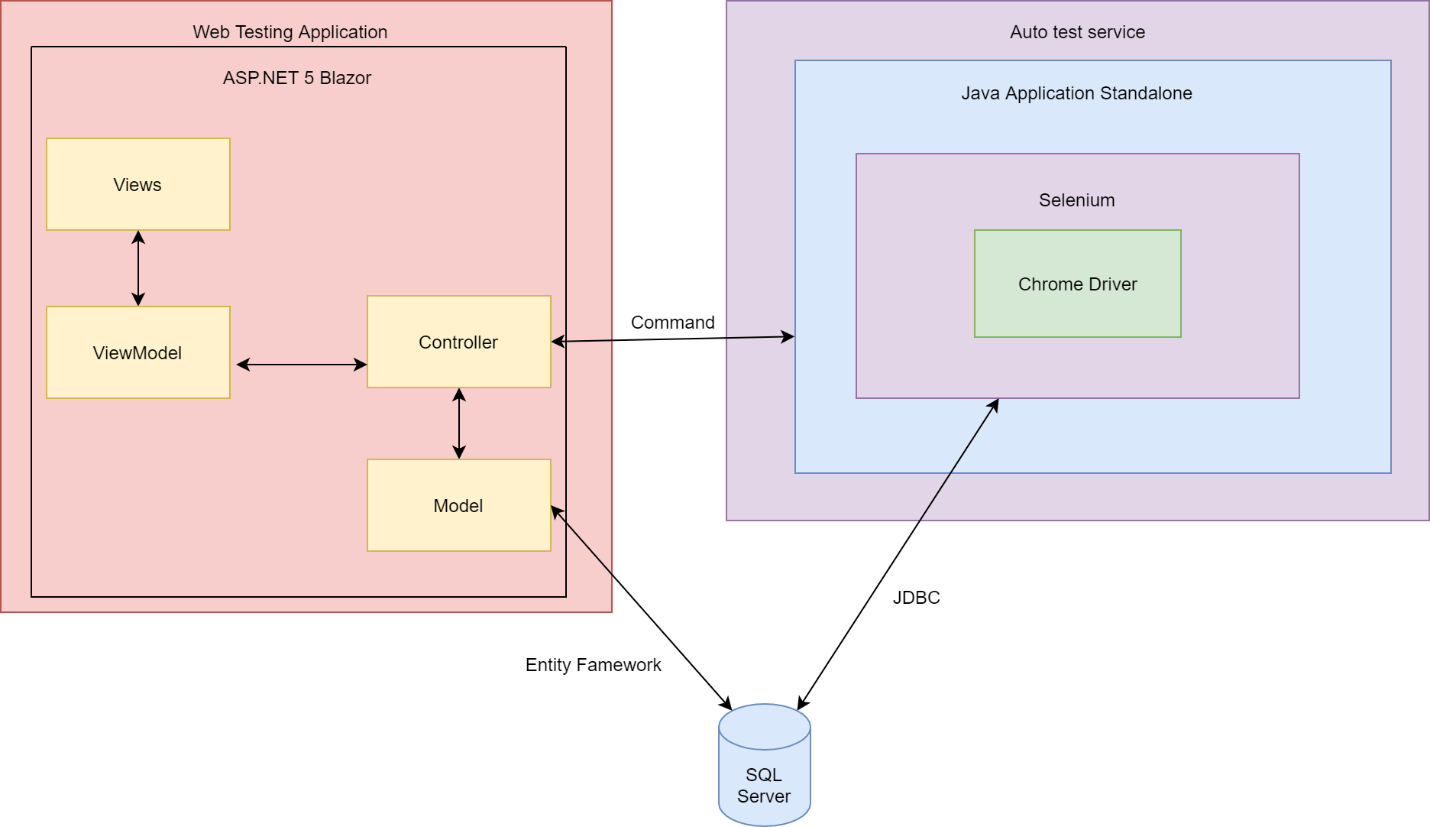 Web Testing Application
ASP.NET 5 Blazor
Views
ViewModel
Controller
Model
Command
Auto test service
Java Application Standalone
Selenium
Chrome Driver
JDBC
Entity Famework
SQL
Server